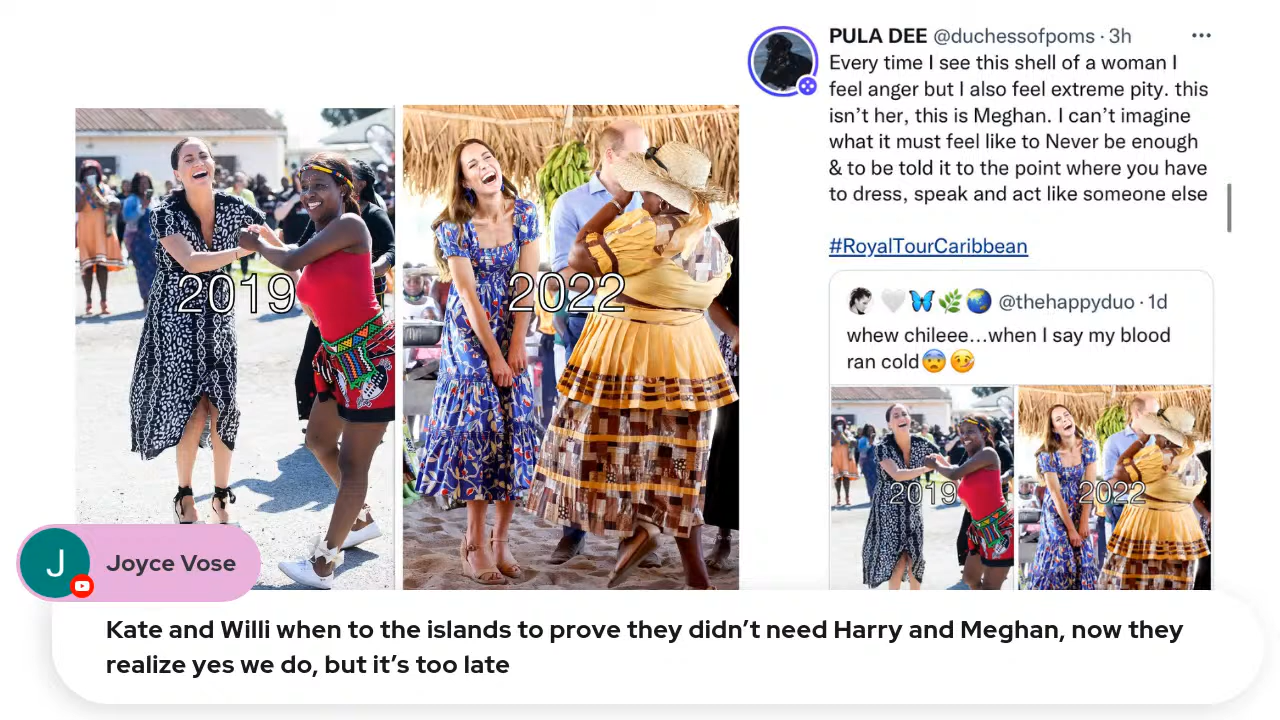 PULA DEE @duchessofpoms · 3h
Every time I see this shell of a woman I
feel anger but I also feel extreme pity. this
isn't her, this is Meghan. I can't imagine
what it must feel like to Never be enough
& to be told it to the point where you have
to dress, speak and act like someone else
#RoyalTourCaribbean
@thehappyduo · 1d
whew chileee...when I say my blood
ran cold😨🤒
2019
2022
2019
2022
J
Joyce Vose
Kate and Willi when to the islands to prove they didn't need Harry and Meghan, now they
realize yes we do, but it's too late